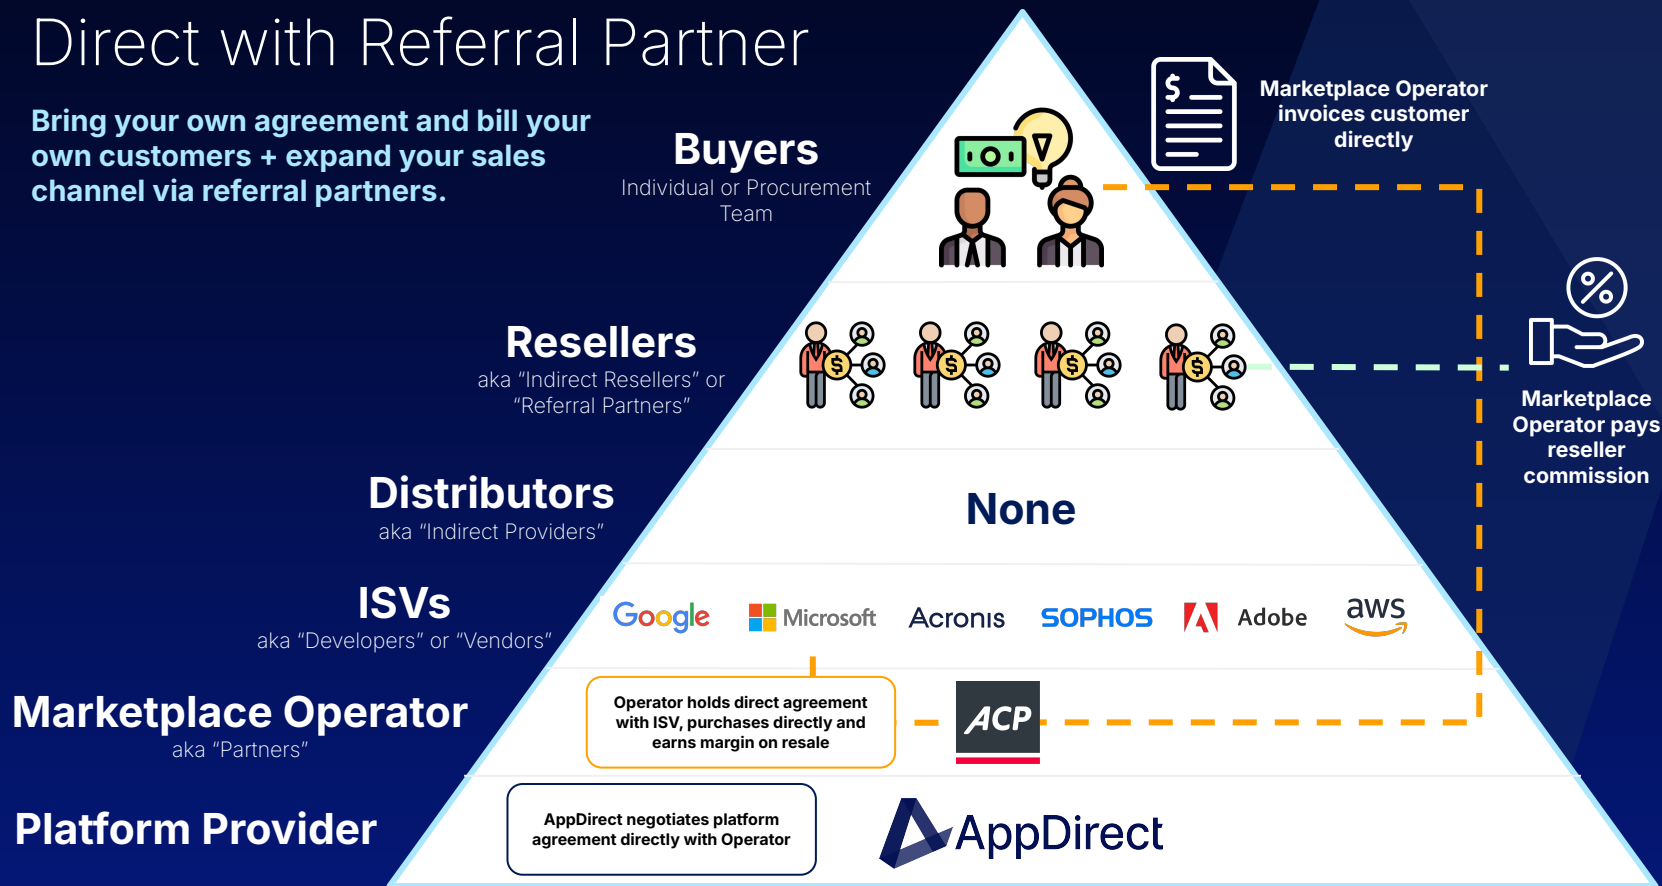 Direct with Referral Partner
Bring your own agreement and bill your
own customers + expand your sales
channel via referral partners.
Buyers
Individual or Procurement
Team
$
Marketplace Operator
invoices customer
directly
Resellers
aka “Indirect Resellers” or
“Referral Partners”
$ $ $ $
%
Marketplace
Operator pays
reseller
commission
Distributors
aka “Indirect Providers”
None
ISVs
aka “Developers” or “Vendors”
Google Microsoft Acronis SOPHOS Adobe aws
Marketplace Operator
aka “Partners”
Operator holds direct agreement
with ISV, purchases directly and
earns margin on resale
ACP
Platform Provider
AppDirect negotiates platform
agreement directly with Operator
AppDirect